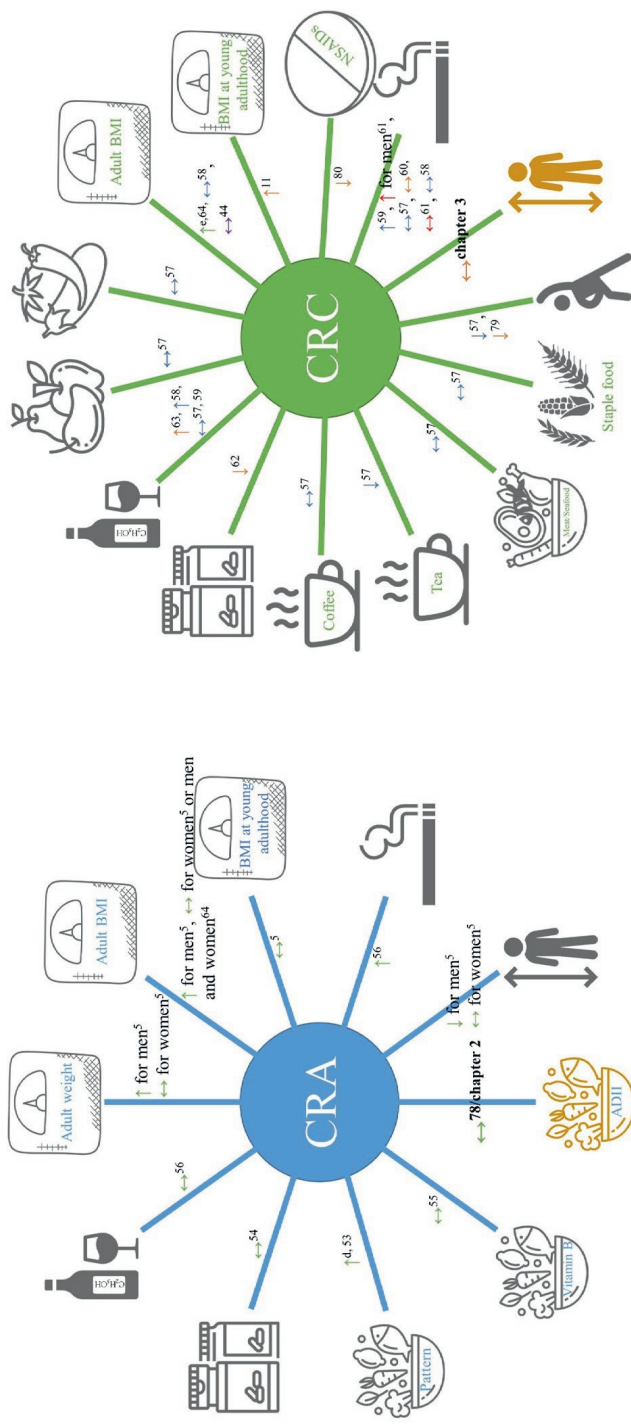 CRA
Adult weight
↑ for men⁵
↔ for women⁵
Adult BMI
↑ for men⁵, ↔ for women⁵ or men
and women⁶⁴
BMI at young
adulthood
↔⁵
↑⁵⁶
↓ for men⁵
↔ for women⁵
↔⁷⁸/chapter 2
ADII
↔⁵⁵
Vitamin B
↑ᵈ, ⁵³
Pattern
↔⁵⁴
↔⁵⁶
C₂H₅OH
CRC
↔⁵⁷
Adult BMI
↑ᵉ,⁶⁴, ↔⁵⁸,
↔⁴⁴
BMI at young
adulthood
↑¹¹
NSAIDs
↓⁸⁰
↑⁵⁹, ↑ for men⁶¹,
↔⁵⁷, ↔⁶⁰,
↔⁶¹, ↔⁵⁸
↔chapter 3
↓⁵⁷,
↓⁷⁹
↔⁵⁷
Staple food
↔⁵⁷
Meat/Seafood
↓⁵⁷
Tea
↔⁵⁷
Coffee
↓⁶²
↑⁶³, ↑⁵⁸,
↔⁵⁷, ⁵⁹
C₂H₅OH
↔⁵⁷